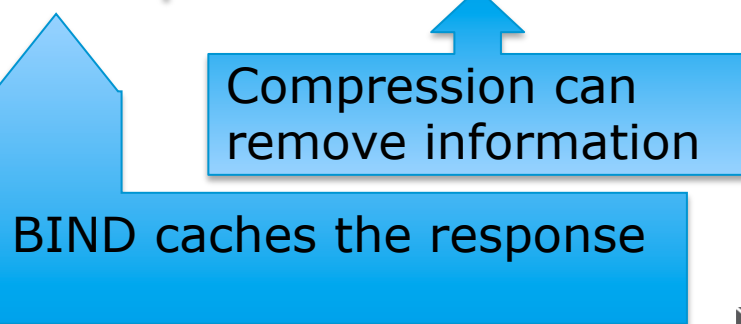 Compression can
remove information
BIND caches the response